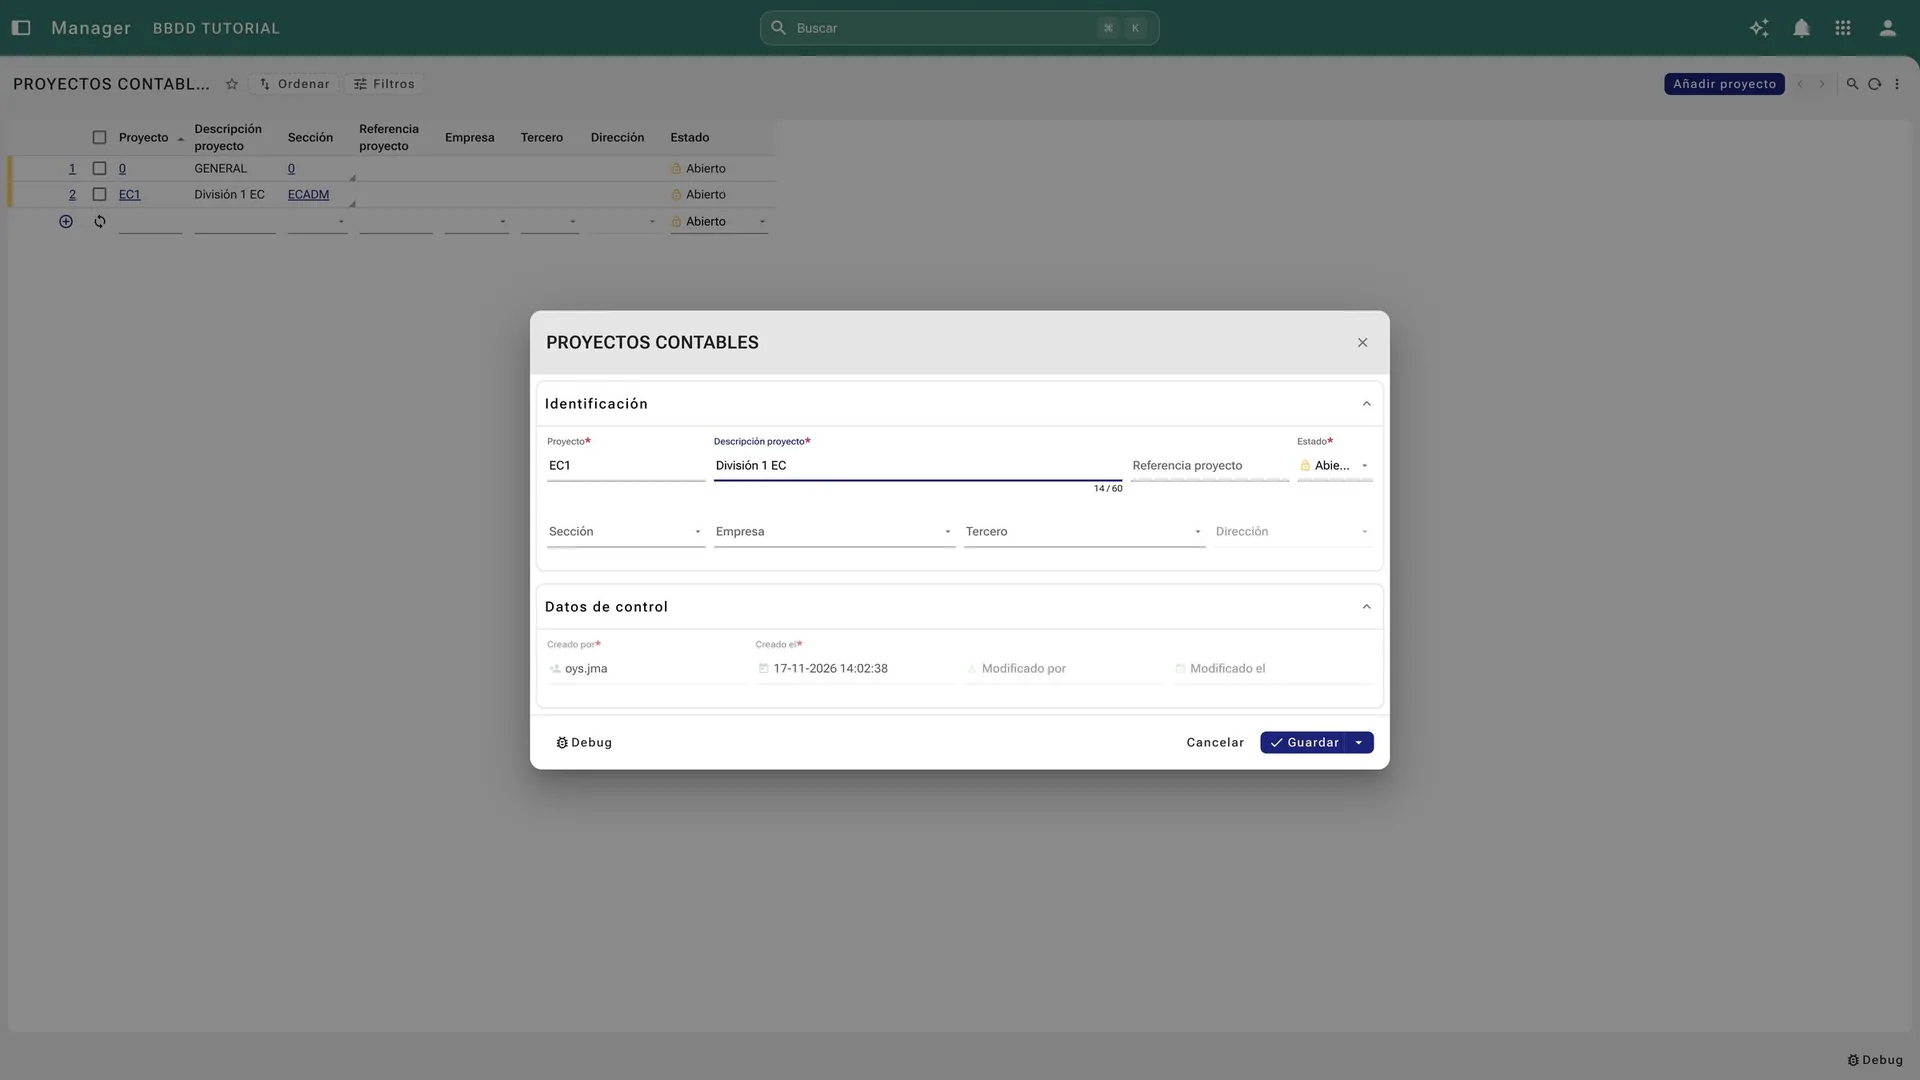 Manager BBDD TUTORIAL Buscar ⌘ K
PROYECTOS CONTABL... Ordenar Filtros Añadir proyecto
Proyecto Descripción proyecto Sección Referencia proyecto Empresa Tercero Dirección Estado
1 0 GENERAL 0 Abierto
2 EC1 División 1 EC ECADM Abierto
Abierto
PROYECTOS CONTABLES
Identificación
Proyecto* Descripción proyecto* Estado*
EC1 División 1 EC Referencia proyecto Abie...
14 / 60
Sección Empresa Tercero Dirección
Datos de control
Creado por* Creado el*
oys.jma 17-11-2026 14:02:38 Modificado por Modificado el
Debug Cancelar Guardar
Debug